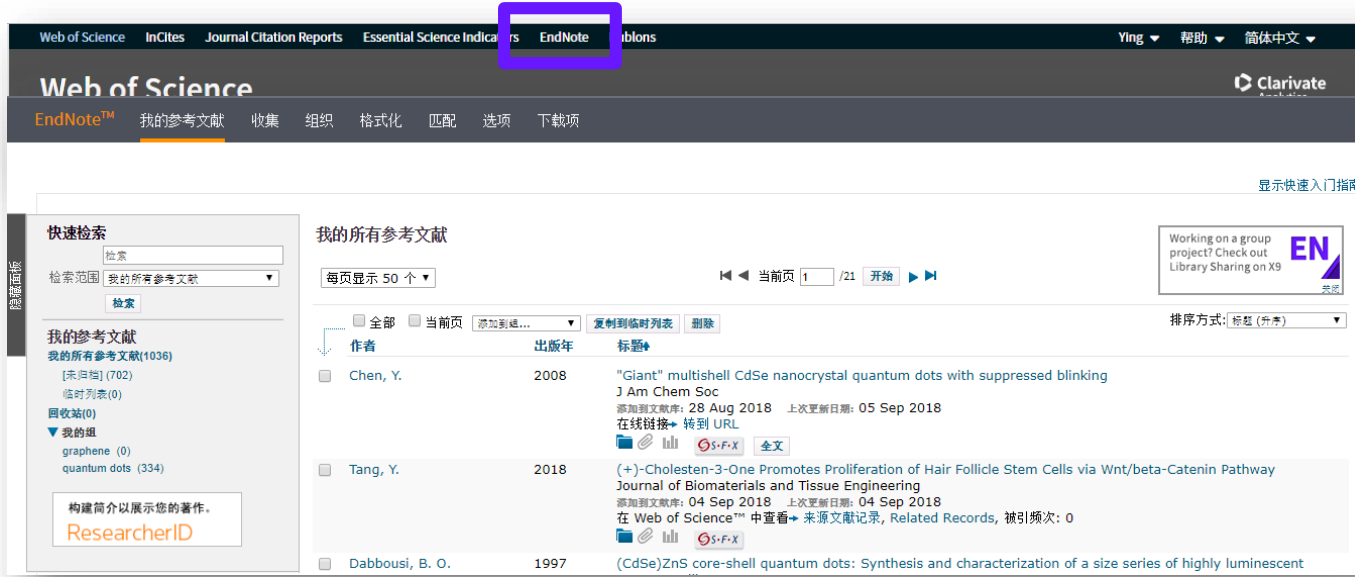 Web of Science InCites Journal Citation Reports Essential Science Indicators EndNote Publons Ying 帮助 简体中文
Web of Science Clarivate
EndNote™ 我的参考文献 收集 组织 格式化 匹配 选项 下载项
显示快速入门指南
隐藏面板
快速检索
检索
检索范围 我的所有参考文献
检索
我的参考文献
我的所有参考文献(1036)
[未归档] (702)
临时列表(0)
回收站(0)
我的组
graphene (0)
quantum dots (334)
构建简介以展示您的著作。
ResearcherID
我的所有参考文献
每页显示 50 个 当前页 1 /21 开始
Working on a group
project? Check out
Library Sharing on X9
EN
关闭
全部 当前页 添加到组... 复制到临时列表 删除 排序方式: 标题 (升序)
作者 出版年 标题
Chen, Y. 2008 "Giant" multishell CdSe nanocrystal quantum dots with suppressed blinking
J Am Chem Soc
添加到文献库: 28 Aug 2018 上次更新日期: 05 Sep 2018
在线链接➔ 转到 URL
S·F·X 全文
Tang, Y. 2018 (+)-Cholesten-3-One Promotes Proliferation of Hair Follicle Stem Cells via Wnt/beta-Catenin Pathway
Journal of Biomaterials and Tissue Engineering
添加到文献库: 04 Sep 2018 上次更新日期: 04 Sep 2018
在 Web of Science™ 中查看➔ 来源文献记录, Related Records, 被引频次: 0
S·F·X
Dabbousi, B. O. 1997 (CdSe)ZnS core-shell quantum dots: Synthesis and characterization of a size series of highly luminescent